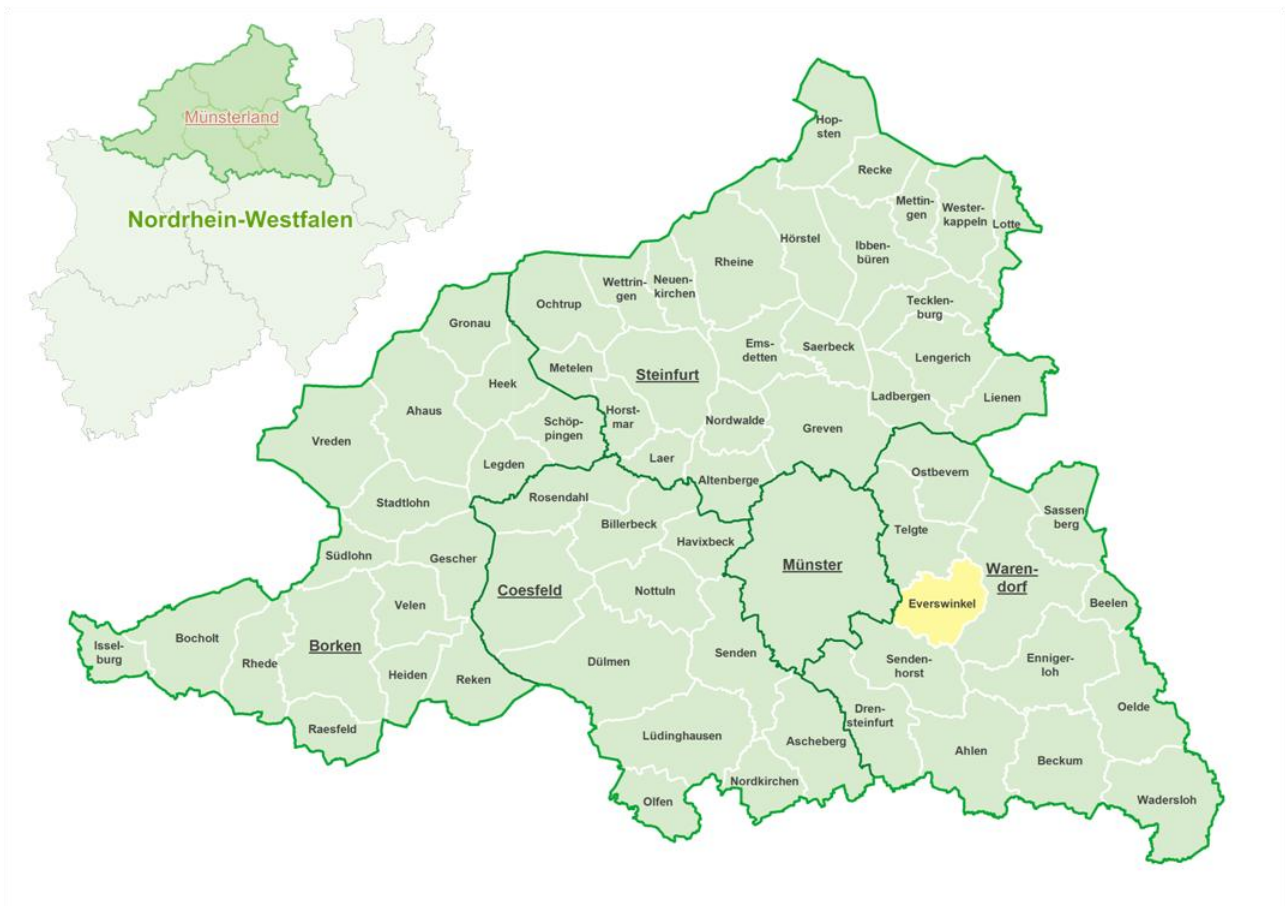 Münsterland
Nordrhein-Westfalen
Hop-
sten
Recke
Mettin-
gen
Wester-
kappeln
Lotte
Hörstel
Ibben-
büren
Rheine
Neuen-
kirchen
Wettrin-
gen
Ochtrup
Tecklen-
burg
Gronau
Ems-
detten
Saerbeck
Lengerich
Metelen
Steinfurt
Heek
Ladbergen
Lienen
Ahaus
Horst-
mar
Nordwalde
Greven
Schöp-
pingen
Vreden
Laer
Legden
Altenberge
Ostbevern
Stadtlohn
Rosendahl
Billerbeck
Havixbeck
Sassen
berg
Telgte
Südlohn
Gescher
Münster
Waren-
dorf
Coesfeld
Nottuln
Everswinkel
Beelen
Velen
Isse-
burg
Bocholt
Rhede
Borken
Heiden
Reken
Dülmen
Senden
Senden-
horst
Enniger-
loh
Oelde
Raesfeld
Lüdinghausen
Ascheberg
Dren-
steinfurt
Ahlen
Beckum
Nordkirchen
Olfen
Wadersloh